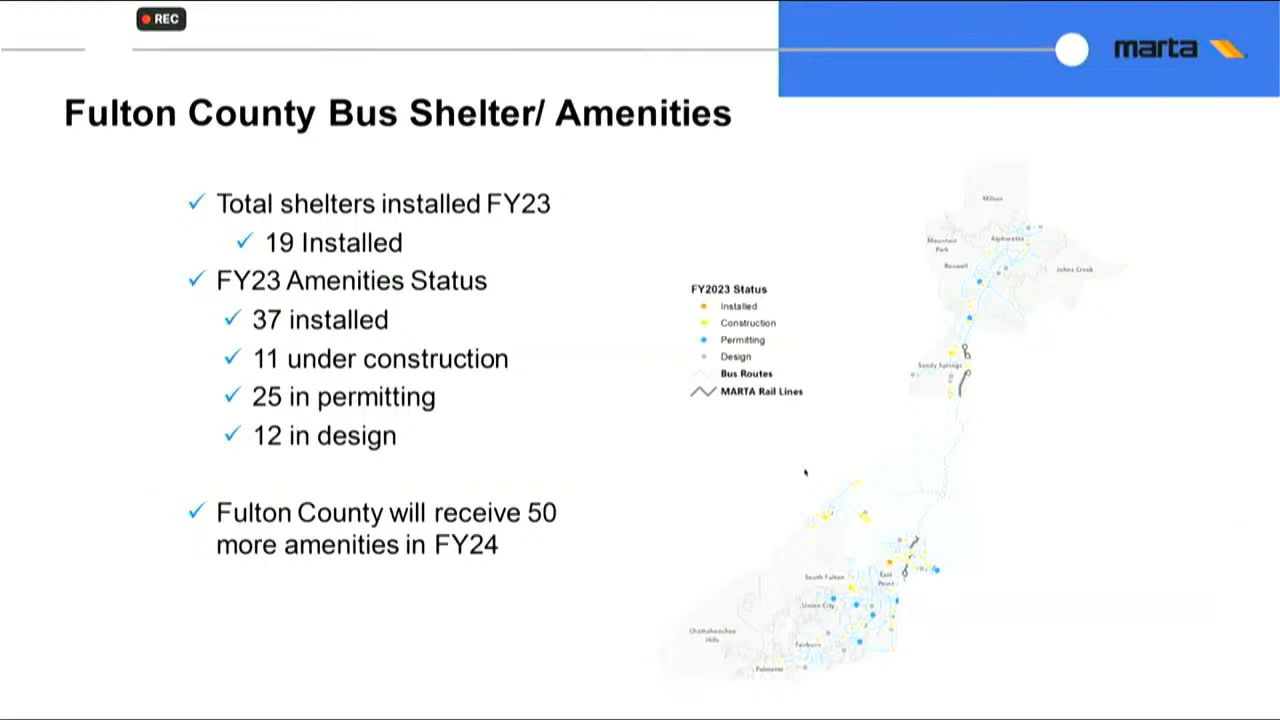 REC
marta
Fulton County Bus Shelter/ Amenities
Total shelters installed FY23
19 Installed
FY23 Amenities Status
37 installed
11 under construction
25 in permitting
12 in design
Fulton County will receive 50
more amenities in FY24
FY2023 Status
Installed
Construction
Permitting
Design
Bus Routes
MARTA Rail Lines
Milton
Mountain
Park
Alpharetta
Roswell
Johns Creek
Sandy Springs
South Fulton
East
Point
Union City
Chattahoochee
Hills
Fairburn
Palmetto